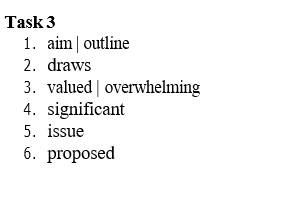 Task 3
1. aim | outline
2. draws
3. valued | overwhelming
4. significant
5. issue
6. proposed